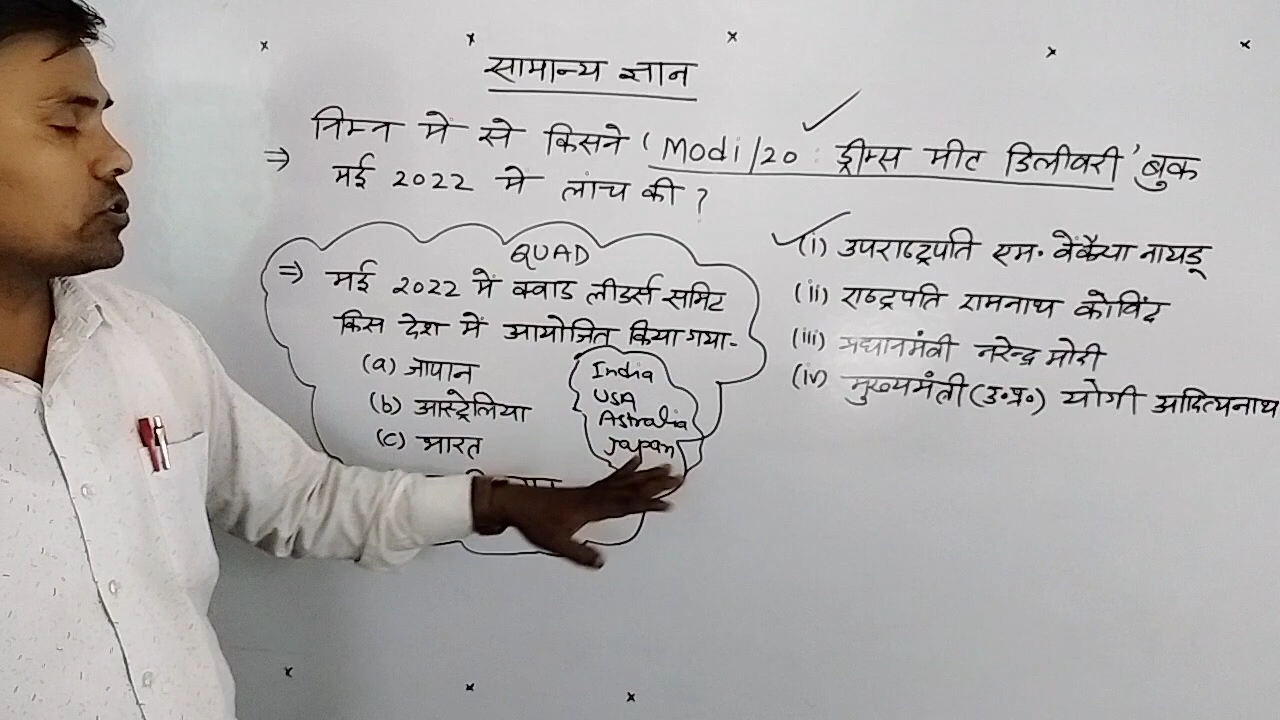 सामान्य ज्ञान
⇒ निम्न में से किसने 'Modi/20 : ड्रीम्स मीट डिलीवरी' बुक
मई 2022 में लांच की ?
(i) उपराष्ट्रपति एम. वेंकैया नायडू
(ii) राष्ट्रपति रामनाथ कोविंद
(iii) प्रधानमंत्री नरेन्द्र मोदी
(iv) मुख्यमंत्री (उ.प्र.) योगी आदित्यनाथ
QUAD
⇒ मई 2022 में क्वाड लीडर्स समिट
किस देश में आयोजित किया गया-
(a) जापान
(b) आस्ट्रेलिया
(c) भारत
India
USA
Astralia
Japan